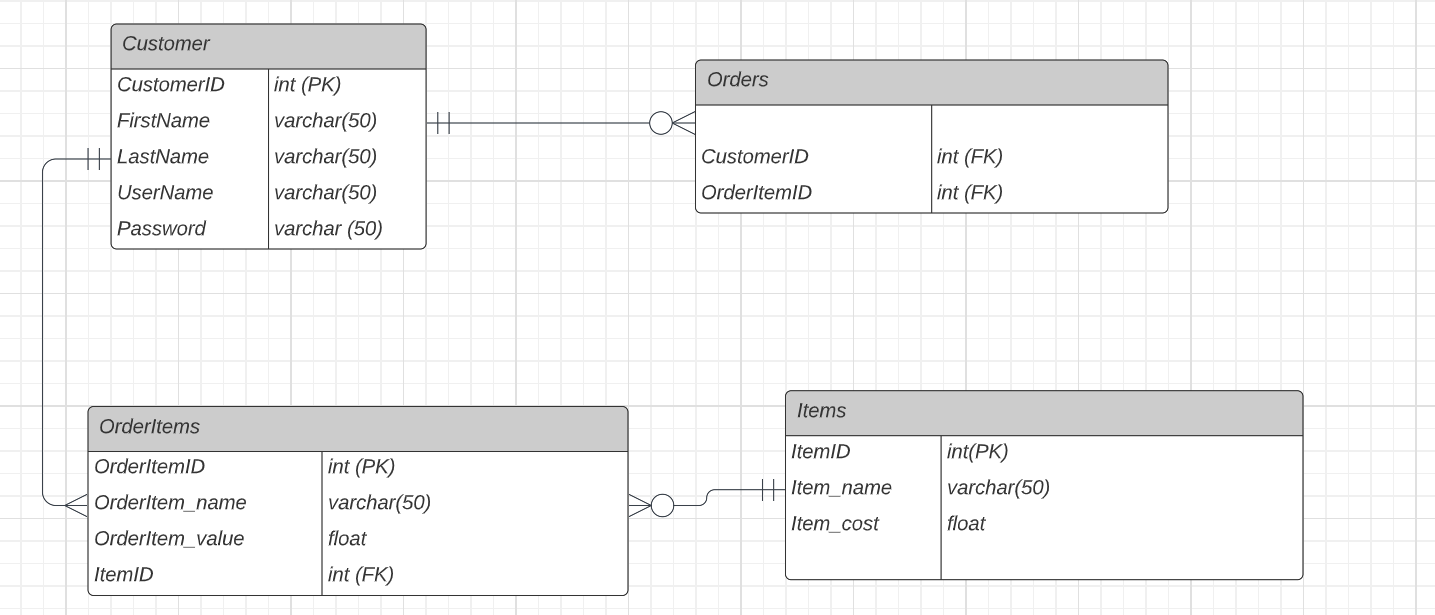 Customer
CustomerID int (PK)
FirstName varchar(50)
LastName varchar(50)
UserName varchar(50)
Password varchar (50)
Orders
CustomerID int (FK)
OrderItemID int (FK)
OrderItems
OrderItemID int (PK)
OrderItem_name varchar(50)
OrderItem_value float
ItemID int (FK)
Items
ItemID int(PK)
Item_name varchar(50)
Item_cost float